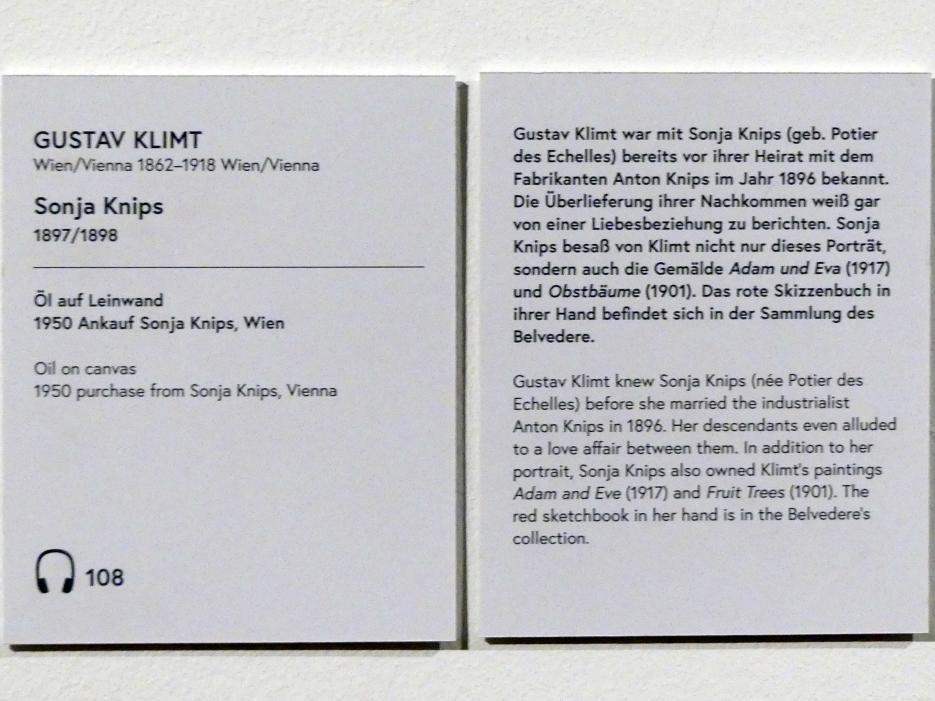 GUSTAV KLIMT
Wien/Vienna 1862–1918 Wien/Vienna
Sonja Knips
1897/1898
Öl auf Leinwand
1950 Ankauf Sonja Knips, Wien
Oil on canvas
1950 purchase from Sonja Knips, Vienna
108
Gustav Klimt war mit Sonja Knips (geb. Potier
des Echelles) bereits vor ihrer Heirat mit dem
Fabrikanten Anton Knips im Jahr 1896 bekannt.
Die Überlieferung ihrer Nachkommen weiß gar
von einer Liebesbeziehung zu berichten. Sonja
Knips besaß von Klimt nicht nur dieses Porträt,
sondern auch die Gemälde Adam und Eva (1917)
und Obstbäume (1901). Das rote Skizzenbuch in
ihrer Hand befindet sich in der Sammlung des
Belvedere.
Gustav Klimt knew Sonja Knips (née Potier des
Echelles) before she married the industrialist
Anton Knips in 1896. Her descendants even alluded
to a love affair between them. In addition to her
portrait, Sonja Knips also owned Klimt's paintings
Adam and Eve (1917) and Fruit Trees (1901). The
red sketchbook in her hand is in the Belvedere's
collection.